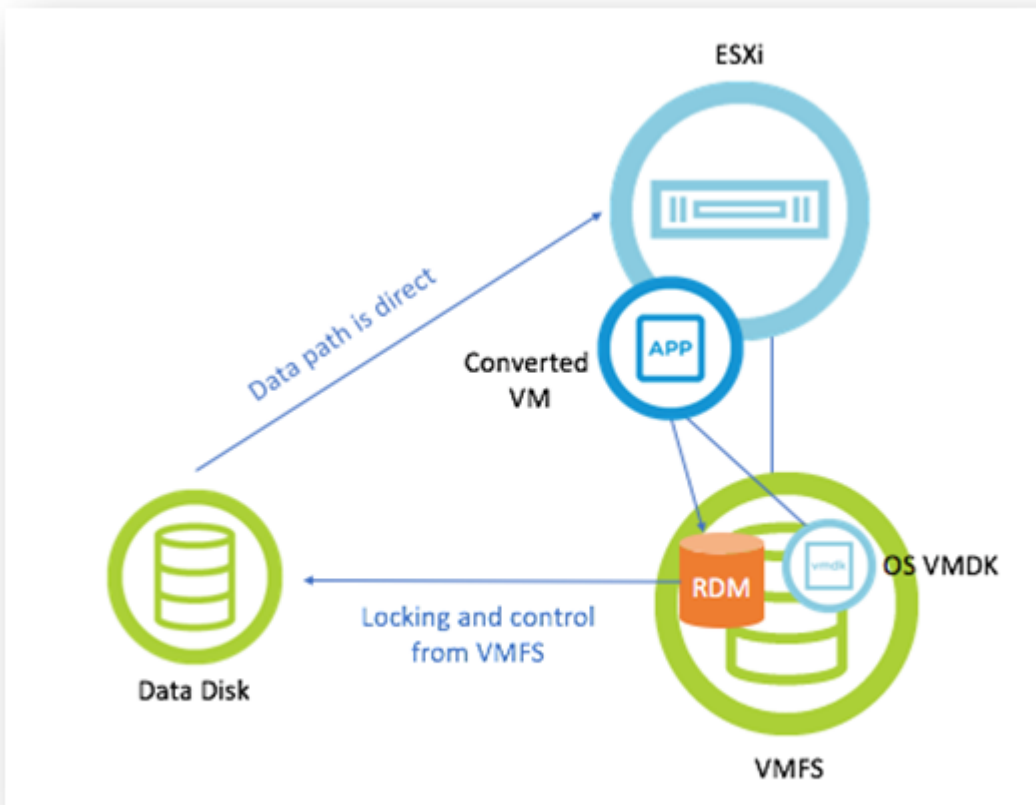 ESXi
Data path is direct
APP
Converted
VM
RDM
vmdk
OS VMDK
Locking and control
from VMFS
Data Disk
VMFS